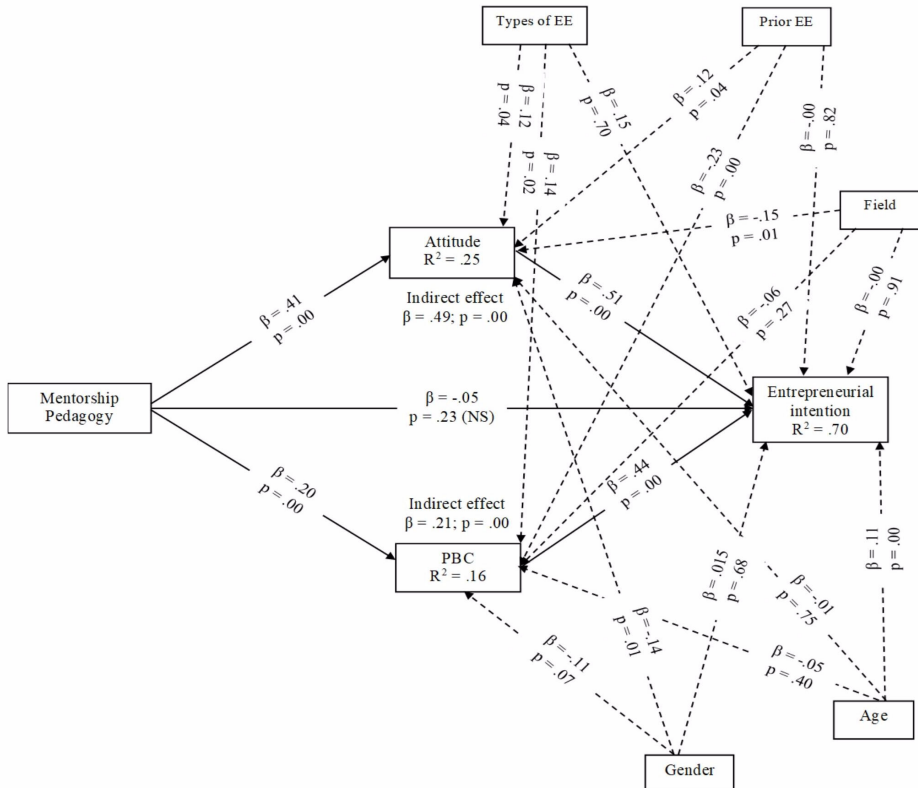 Types of EE
Prior EE
β = .12
p = .04
β = .14
p = .02
β = .15
p = .70
β = .12
p = .04
β = -.23
p = .00
β = -.00
p = .82
Field
β = -.15
p = .01
β = -.06
p = .27
β = -.00
p = .91
Attitude
R² = .25
Indirect effect
β = .49; p = .00
β = .51
p = .00
β = .41
p = .00
Mentorship
Pedagogy
β = -.05
p = .23 (NS)
Entrepreneurial
intention
R² = .70
β = .20
p = .00
Indirect effect
β = .21; p = .00
β = .44
p = .00
PBC
R² = .16
β = .015
p = .68
β = .11
p = .00
β = -.01
p = .75
β = -.14
p = .01
β = -.11
p = .07
β = -.05
p = .40
Age
Gender